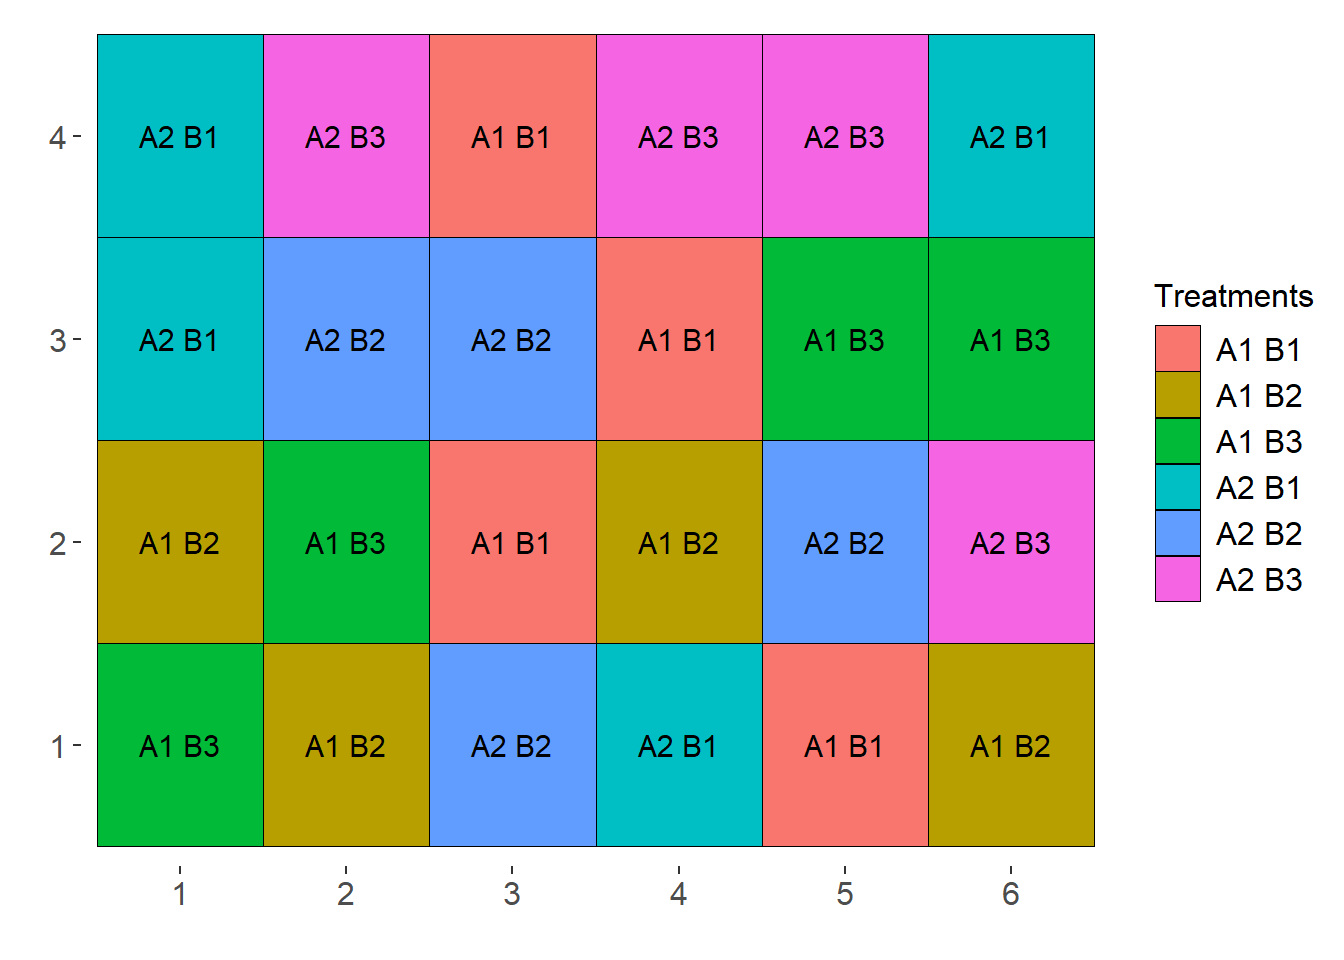 4 A2 B1 A2 B3 A1 B1 A2 B3 A2 B3 A2 B1
3 A2 B1 A2 B2 A2 B2 A1 B1 A1 B3 A1 B3
2 A1 B2 A1 B3 A1 B1 A1 B2 A2 B2 A2 B3
1 A1 B3 A1 B2 A2 B2 A2 B1 A1 B1 A1 B2
1 2 3 4 5 6
Treatments
A1 B1
A1 B2
A1 B3
A2 B1
A2 B2
A2 B3